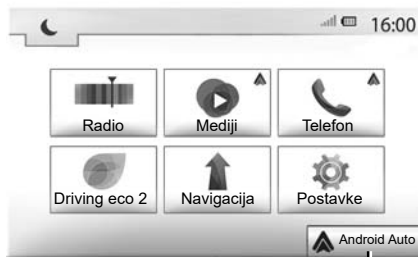 16:00
Radio
Mediji
Telefon
Driving eco 2
Navigacija
Postavke
Android Auto